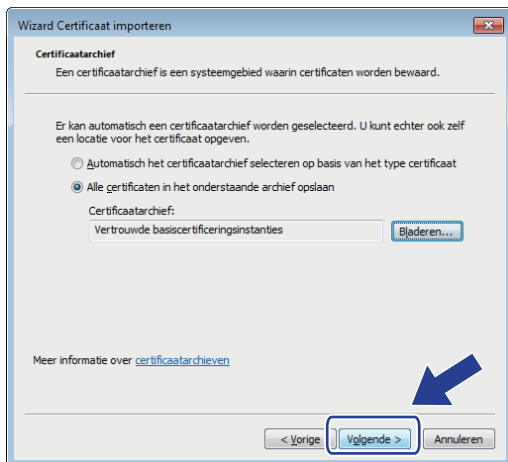 Wizard Certificaat importeren
Certificaatarchief
Een certificaatarchief is een systeemgebied waarin certificaten worden bewaard.
Er kan automatisch een certificaatarchief worden geselecteerd. U kunt echter ook zelf
een locatie voor het certificaat opgeven.
Automatisch het certificaatarchief selecteren op basis van het type certificaat
Alle certificaten in het onderstaande archief opslaan
Certificaatarchief:
Vertrouwde basiscertificeringsinstanties
Bladeren...
Meer informatie over certificaatarchieven
< Vorige Volgende > Annuleren